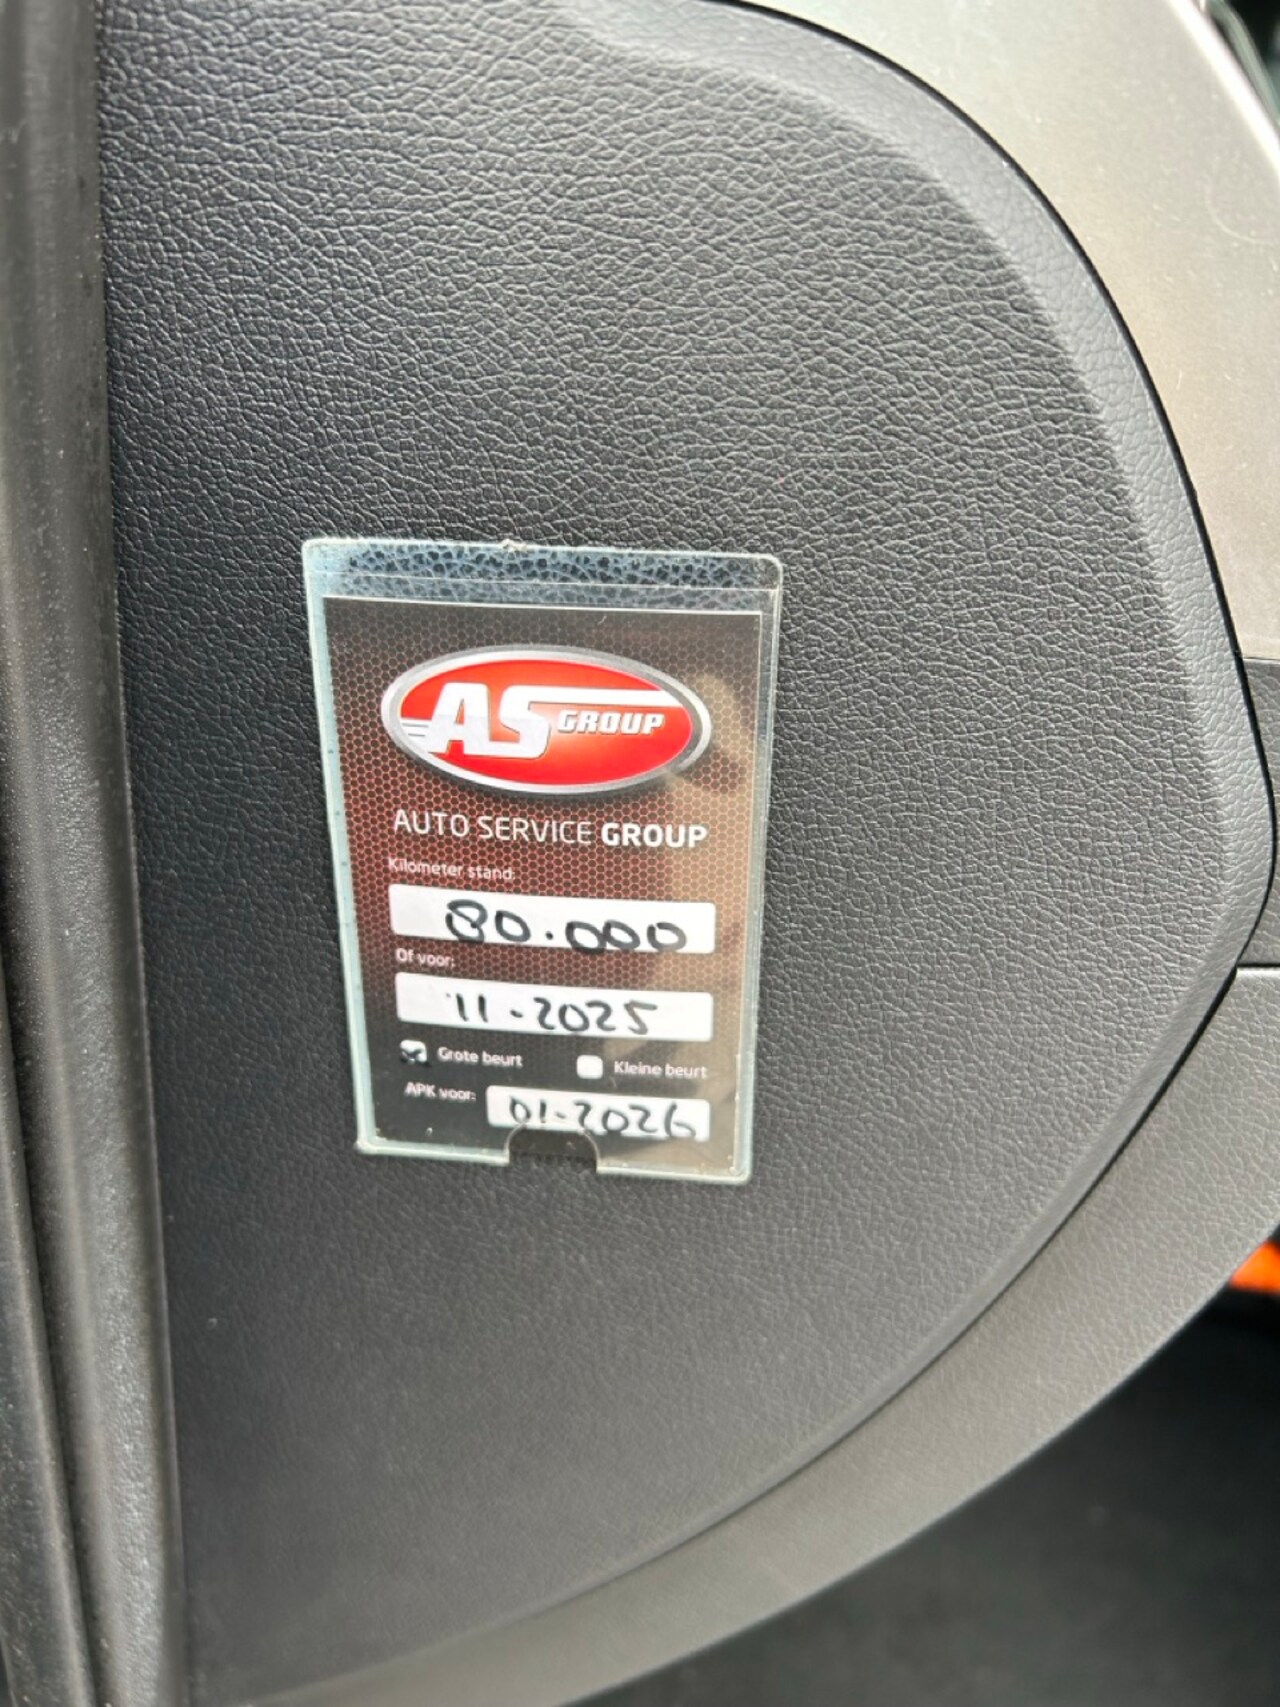 AS GROUP
AUTO SERVICE GROUP
Kilometer stand:
80.000
Of voor:
11-2025
Grote beurt Kleine beurt
APK voor: 01-2026